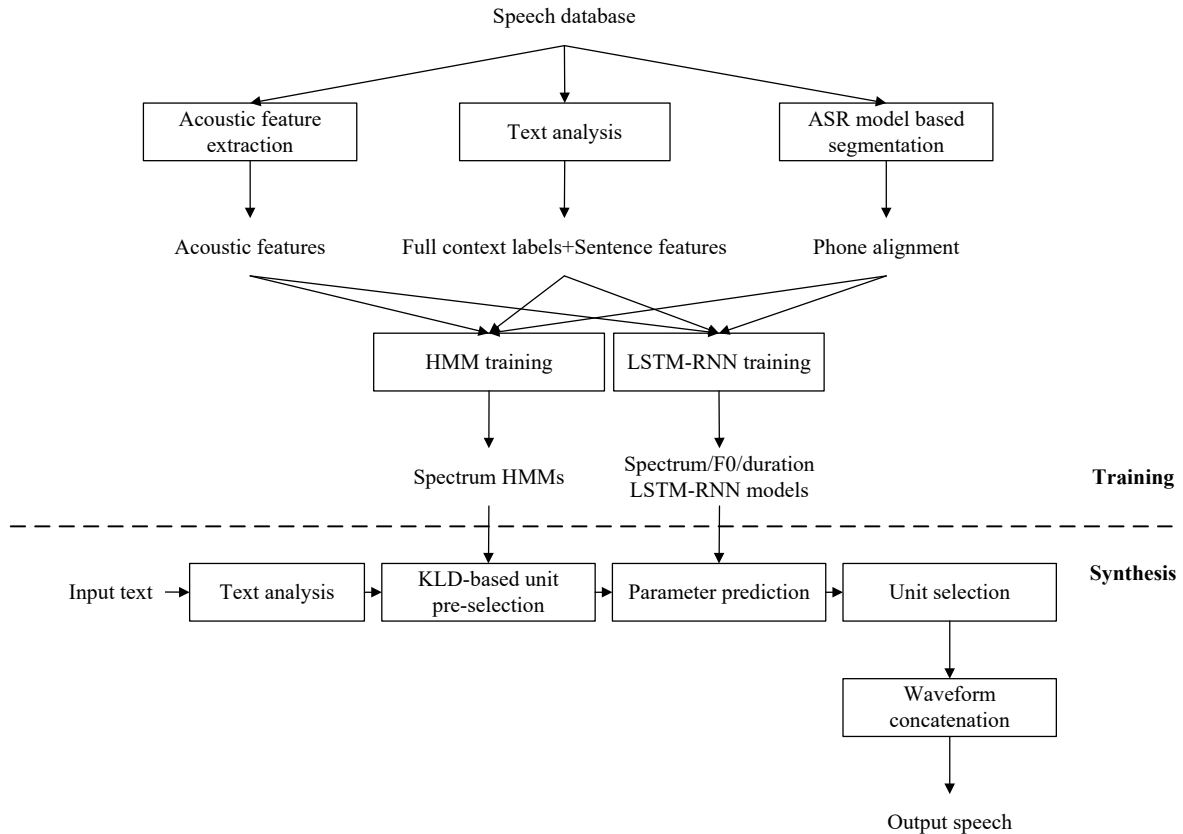 Speech database
Acoustic feature
extraction
Text analysis
ASR model based
segmentation
Acoustic features
Full context labels+Sentence features
Phone alignment
HMM training
LSTM-RNN training
Spectrum HMMs
Spectrum/F0/duration
LSTM-RNN models
Training
Synthesis
Input text
Text analysis
KLD-based unit
pre-selection
Parameter prediction
Unit selection
Waveform
concatenation
Output speech